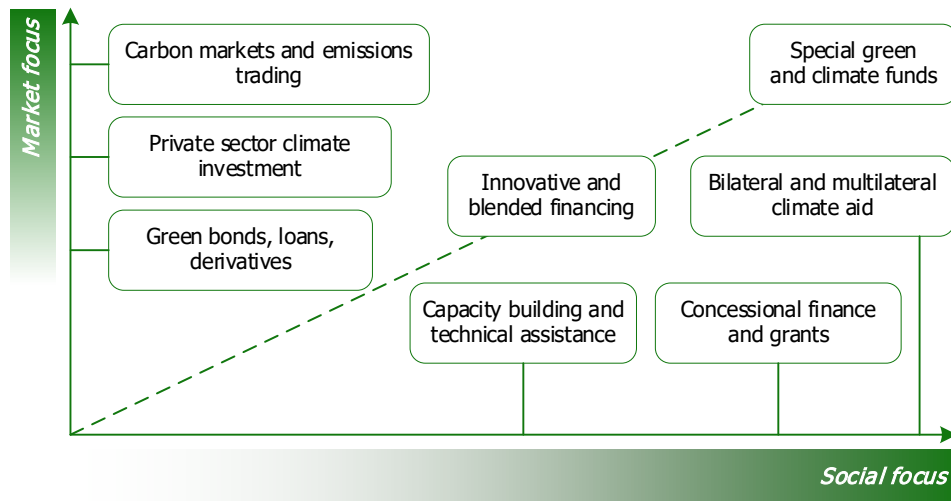 Market focus
Carbon markets and emissions
trading
Special green
and climate funds
Private sector climate
investment
Innovative and
blended financing
Bilateral and multilateral
climate aid
Green bonds, loans,
derivatives
Capacity building and
technical assistance
Concessional finance
and grants
Social focus